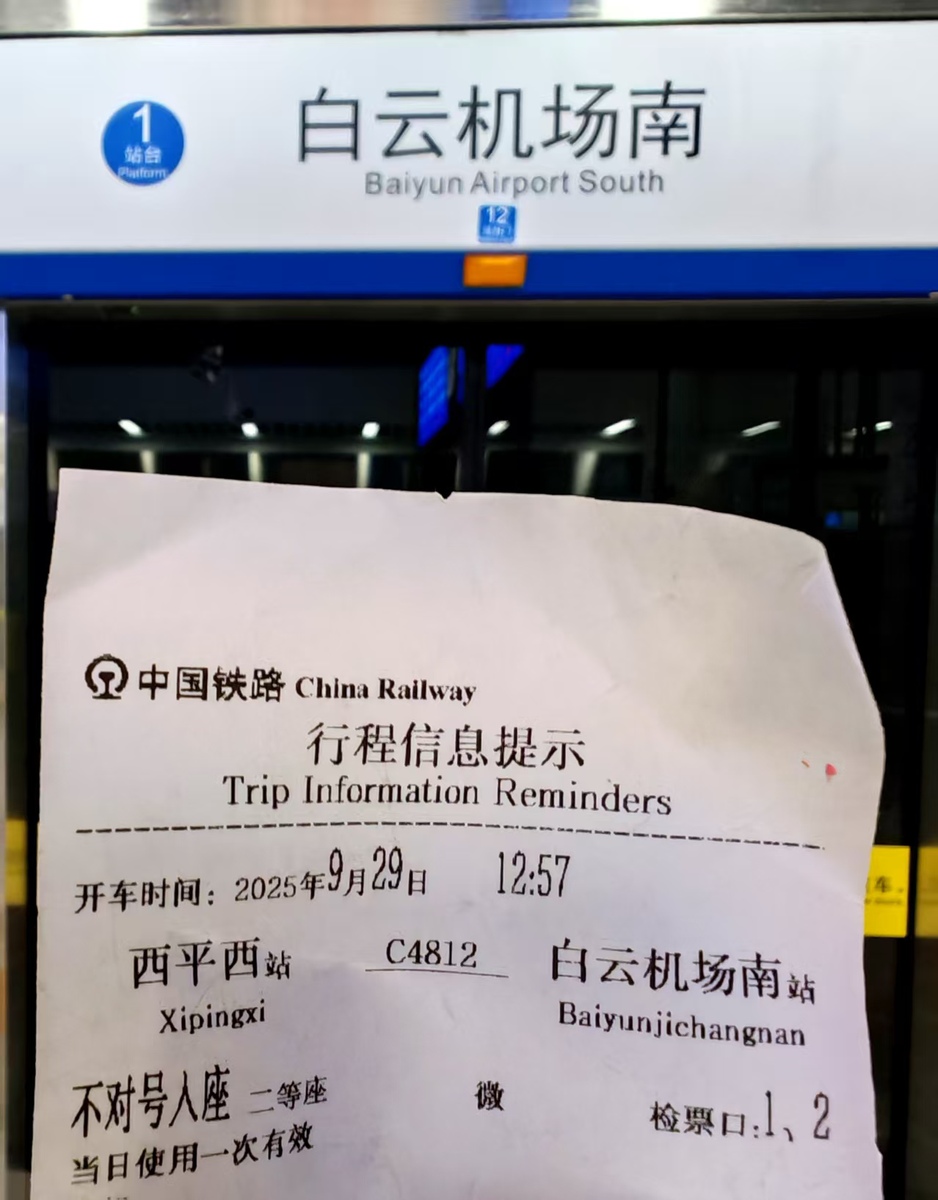 1
站台
Platform
白云机场南
Baiyun Airport South
12
中国铁路 China Railway
行程信息提示
Trip Information Reminders
开车时间：2025年9月29日 12:57
西平西站 C4812 白云机场南站
Xipingxi Baiyunjichangnan
不对号入座 二等座 微 检票口:1、2
当日使用一次有效
车